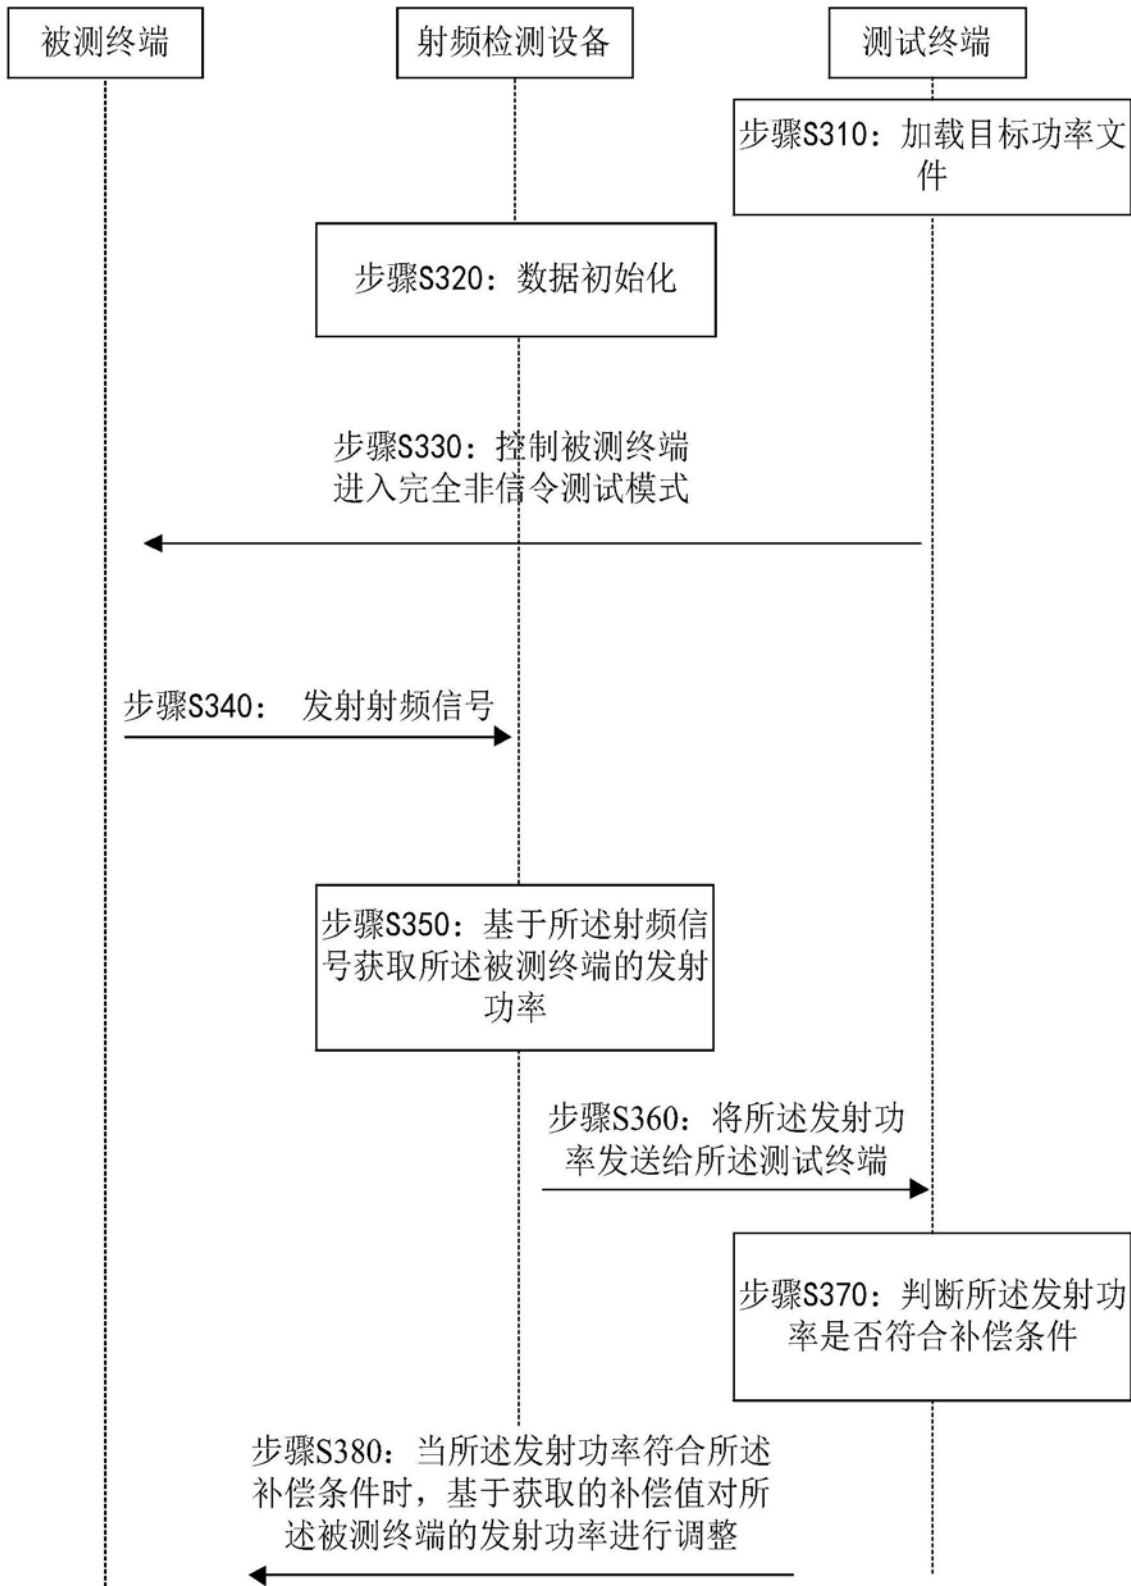 被测终端
射频检测设备
测试终端
步骤S310：加载目标功率文
件
步骤S320：数据初始化
步骤S330：控制被测终端
进入完全非信令测试模式
步骤S340： 发射射频信号
步骤S350：基于所述射频信
号获取所述被测终端的发射
功率
步骤S360：将所述发射功
率发送给所述测试终端
步骤S370：判断所述发射功
率是否符合补偿条件
步骤S380：当所述发射功率符合所述
补偿条件时，基于获取的补偿值对所
述被测终端的发射功率进行调整